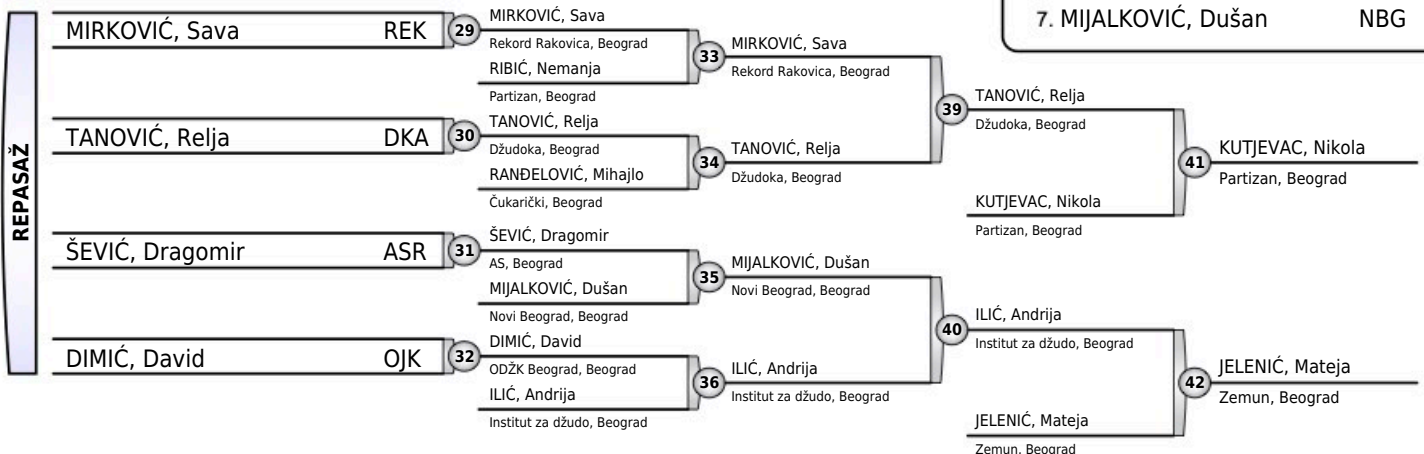 7. MIJALKOVIĆ, Dušan NBG
REPASAŽ
MIRKOVIĆ, Sava REK
TANOVIĆ, Relja DKA
ŠEVIĆ, Dragomir ASR
DIMIĆ, David OJK
29
MIRKOVIĆ, Sava
Rekord Rakovica, Beograd
RIBIĆ, Nemanja
Partizan, Beograd
30
TANOVIĆ, Relja
Džudoka, Beograd
RANĐELOVIĆ, Mihajlo
Čukarički, Beograd
31
ŠEVIĆ, Dragomir
AS, Beograd
MIJALKOVIĆ, Dušan
Novi Beograd, Beograd
32
DIMIĆ, David
ODŽK Beograd, Beograd
ILIĆ, Andrija
Institut za džudo, Beograd
33
MIRKOVIĆ, Sava
Rekord Rakovica, Beograd
34
TANOVIĆ, Relja
Džudoka, Beograd
35
MIJALKOVIĆ, Dušan
Novi Beograd, Beograd
36
ILIĆ, Andrija
Institut za džudo, Beograd
39
TANOVIĆ, Relja
Džudoka, Beograd
KUTJEVAC, Nikola
Partizan, Beograd
40
ILIĆ, Andrija
Institut za džudo, Beograd
JELENIĆ, Mateja
Zemun, Beograd
41
KUTJEVAC, Nikola
Partizan, Beograd
42
JELENIĆ, Mateja
Zemun, Beograd